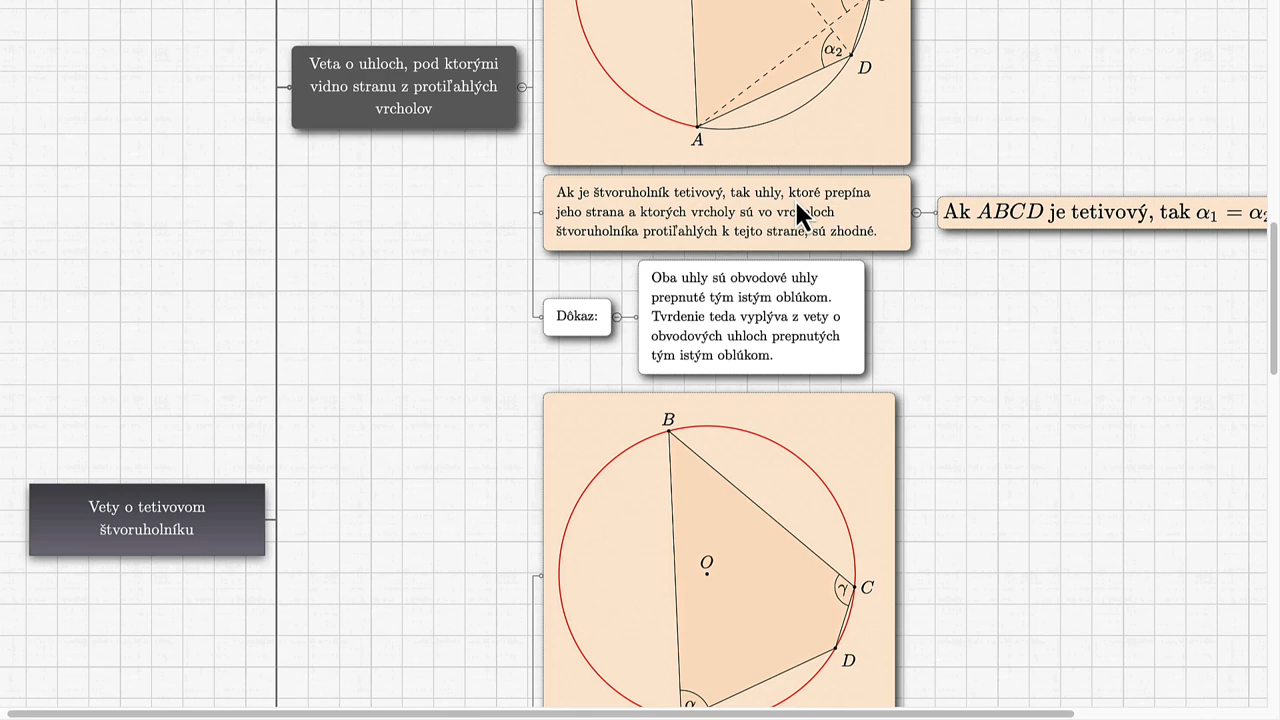 Veta o uhloch, pod ktorými
vidno stranu z protiľahlých
vrcholov
α₂
D
A
Ak je štvoruholník tetivový, tak uhly, ktoré prepína
jeho strana a ktorých vrcholy sú vo
štvoruholníka protiľahlých k tejto strane, sú zhodné.
Ak ABCD je tetivový, tak α₁ = α₂
Dôkaz:
Oba uhly sú obvodové uhly
prepnuté tým istým oblúkom.
Tvrdenie teda vyplýva z vety o
obvodových uhloch prepnutých
tým istým oblúkom.
Vety o tetivovom
štvoruholníku
B
O
γ
C
D
α